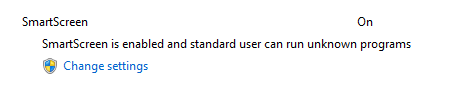 SmartScreen On
SmartScreen is enabled and standard user can run unknown programs
Change settings